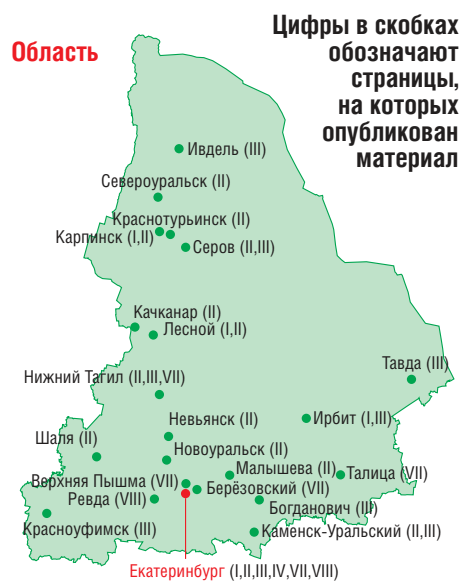 Область
Цифры в скобках
обозначают
страницы,
на которых
опубликован
материал
Ивдель (III)
Североуральск (II)
Краснотурьинск (II)
Карпинск (I,II)
Серов (II,III)
Качканар (II)
Лесной (I,II)
Тавда (III)
Нижний Тагил (II,III,VII)
Невьянск (II)
Ирбит (I,III)
Шаля (II)
Новоуральск (II)
Малышева (II)
Талица (VII)
Верхняя Пышма (VII)
Берёзовский (VII)
Ревда (VIII)
Богданович (III)
Красноуфимск (III)
Каменск-Уральский (II,III)
Екатеринбург (I,II,III,IV,VII,VIII)